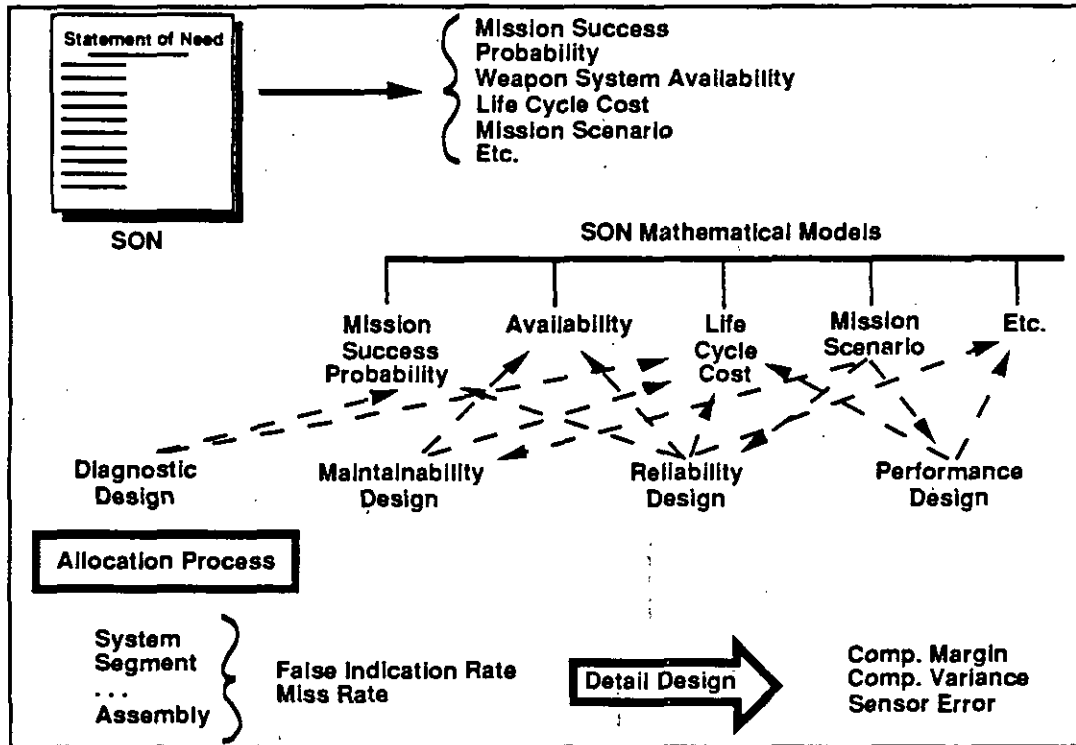 Statement of Need
SON
Mission Success
Probability
Weapon System Availability
Life Cycle Cost
Mission Scenario
Etc.
SON Mathematical Models
Mission
Success
Probability
Availability
Life
Cycle
Cost
Mission
Scenario
Etc.
Diagnostic
Design
Maintainability
Design
Reliability
Design
Performance
Design
Allocation Process
System
Segment
...
Assembly
False Indication Rate
Miss Rate
Detail Design
Comp. Margin
Comp. Variance
Sensor Error